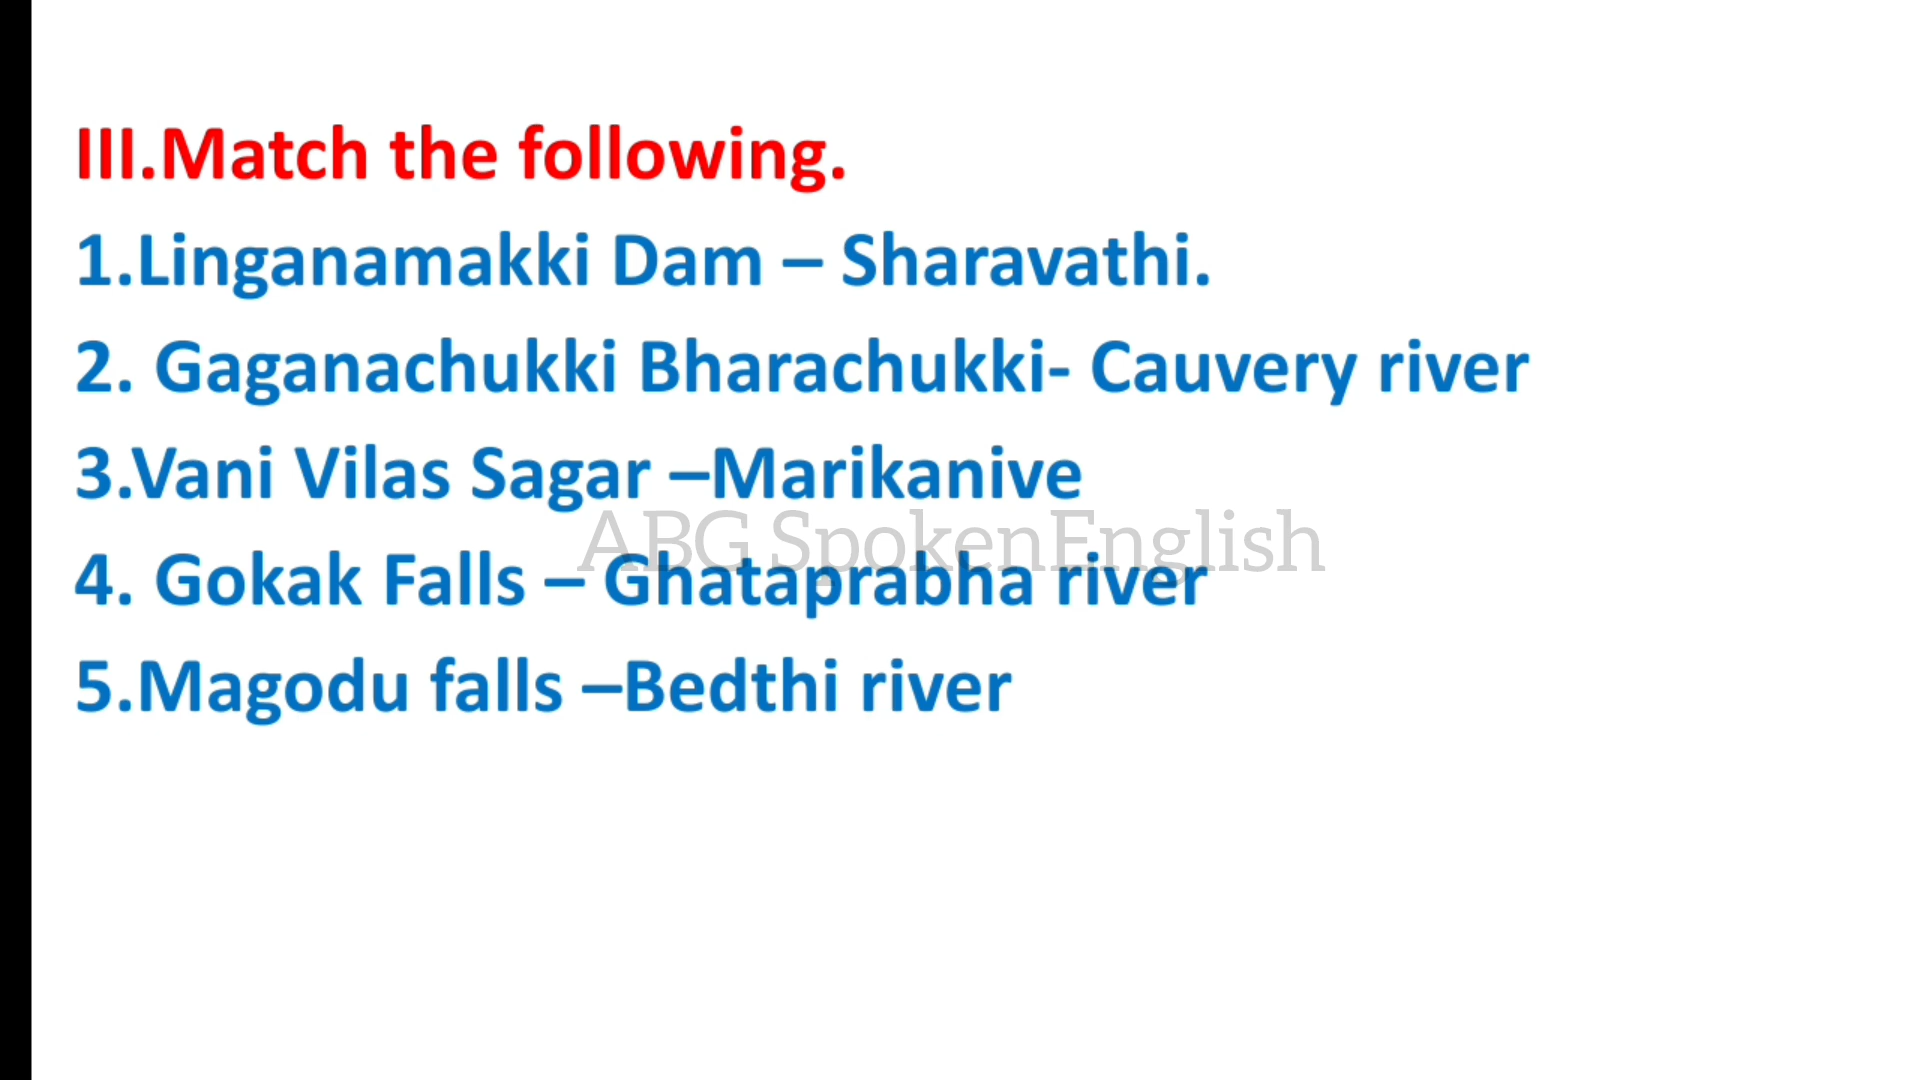 III.Match the following.
1.Linganamakki Dam – Sharavathi.
2. Gaganachukki Bharachukki- Cauvery river
3.Vani Vilas Sagar –Marikanive
ABG SpokenEnglish
4. Gokak Falls – Ghataprabha river
5.Magodu falls –Bedthi river